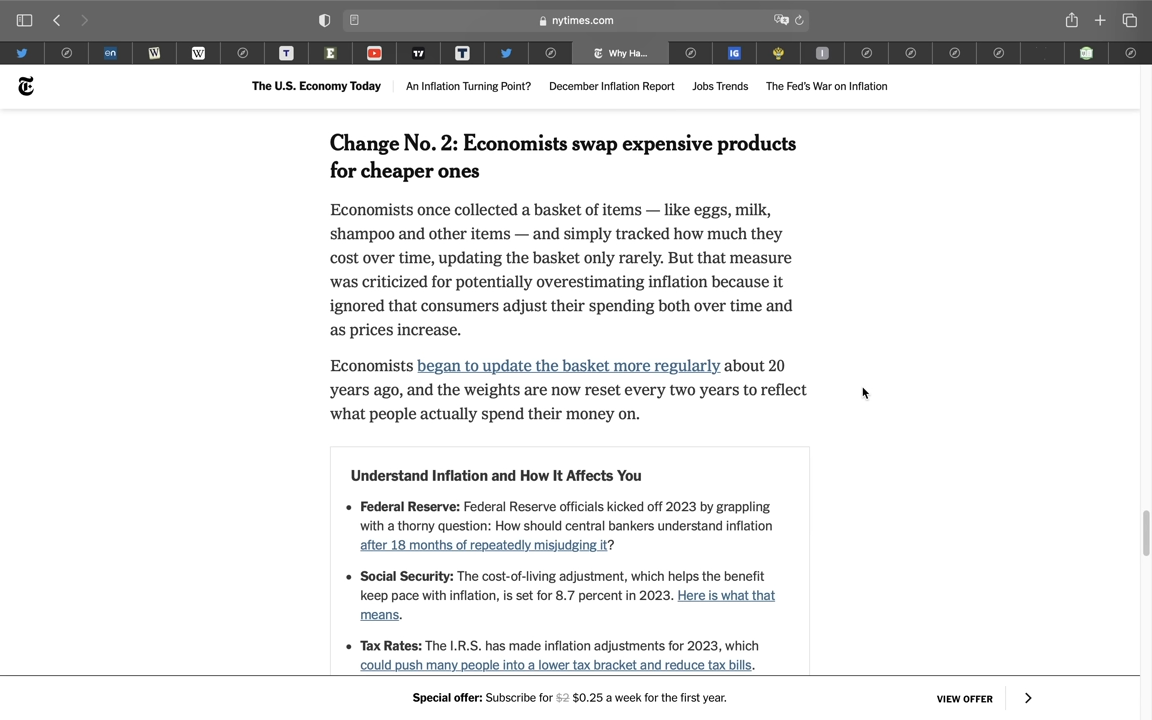 nytimes.com
Why Ha...
The U.S. Economy Today
An Inflation Turning Point?
December Inflation Report
Jobs Trends
The Fed's War on Inflation
Change No. 2: Economists swap expensive products
for cheaper ones
Economists once collected a basket of items — like eggs, milk,
shampoo and other items — and simply tracked how much they
cost over time, updating the basket only rarely. But that measure
was criticized for potentially overestimating inflation because it
ignored that consumers adjust their spending both over time and
as prices increase.
Economists began to update the basket more regularly about 20
years ago, and the weights are now reset every two years to reflect
what people actually spend their money on.
Understand Inflation and How It Affects You
• Federal Reserve: Federal Reserve officials kicked off 2023 by grappling
with a thorny question: How should central bankers understand inflation
after 18 months of repeatedly misjudging it?
• Social Security: The cost-of-living adjustment, which helps the benefit
keep pace with inflation, is set for 8.7 percent in 2023. Here is what that
means.
• Tax Rates: The I.R.S. has made inflation adjustments for 2023, which
could push many people into a lower tax bracket and reduce tax bills.
Special offer: Subscribe for $2 $0.25 a week for the first year.
VIEW OFFER